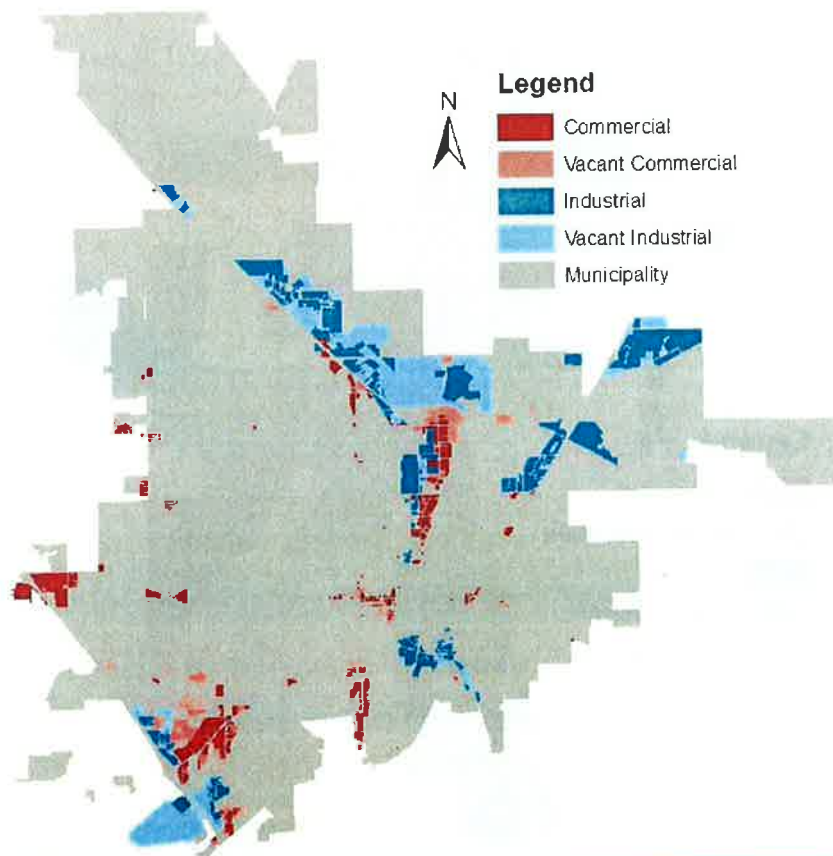 N
Legend
Commercial
Vacant Commercial
Industrial
Vacant Industrial
Municipality